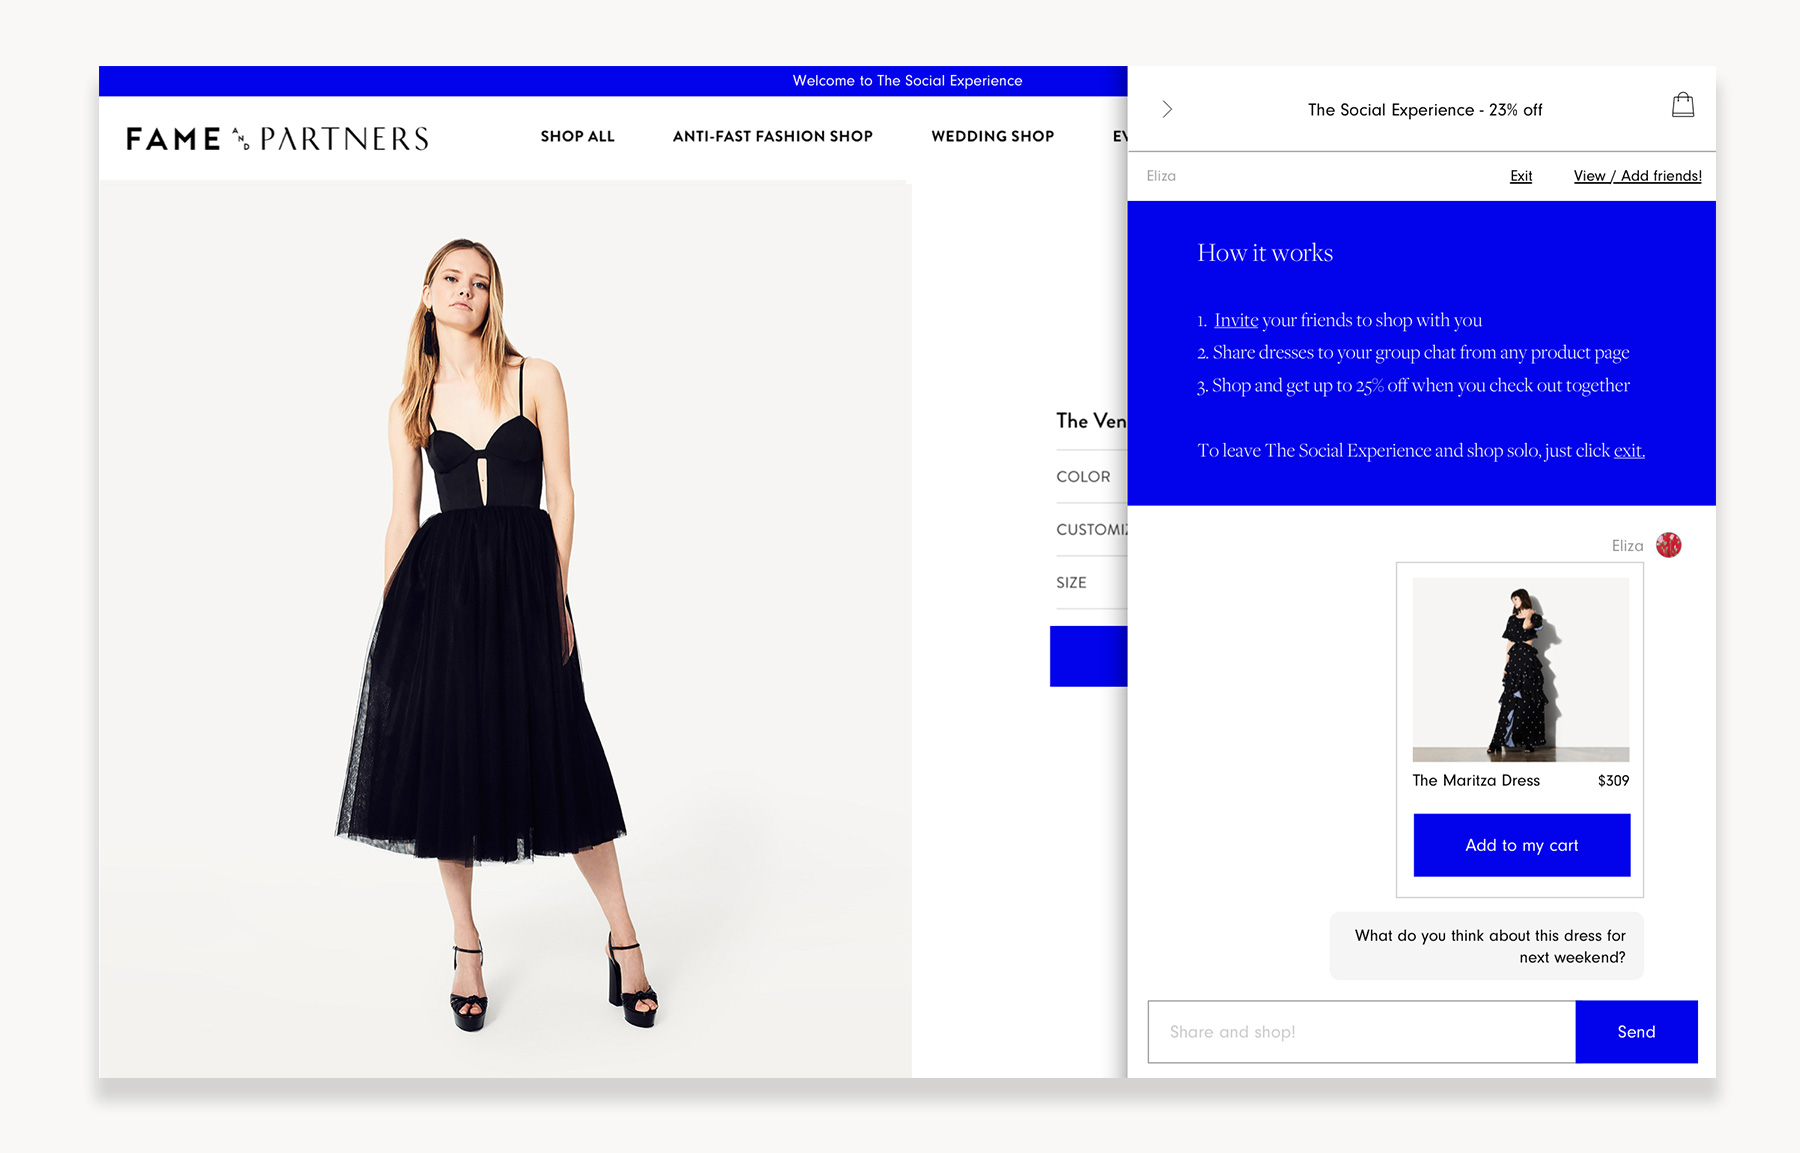 Welcome to The Social Experience
FAME AND PARTNERS
SHOP ALL
ANTI-FAST FASHION SHOP
WEDDING SHOP
EV
The Ven
COLOR
CUSTOMIZ
SIZE
The Social Experience - 23% off
Eliza
Exit
View / Add friends!
How it works
1. Invite your friends to shop with you
2. Share dresses to your group chat from any product page
3. Shop and get up to 25% off when you check out together
To leave The Social Experience and shop solo, just click exit.
Eliza
The Maritza Dress
$309
Add to my cart
What do you think about this dress for
next weekend?
Share and shop!
Send